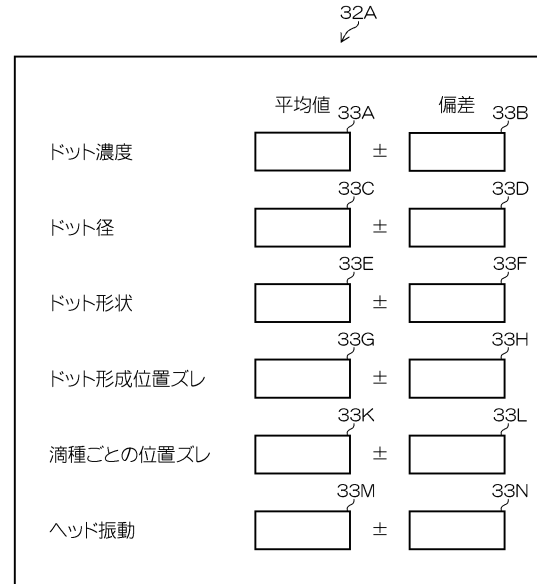 32A
平均値 偏差
33A 33B
ドット濃度 ±
33C 33D
ドット径 ±
33E 33F
ドット形状 ±
33G 33H
ドット形成位置ズレ ±
33K 33L
滴種ごとの位置ズレ ±
33M 33N
ヘッド振動 ±